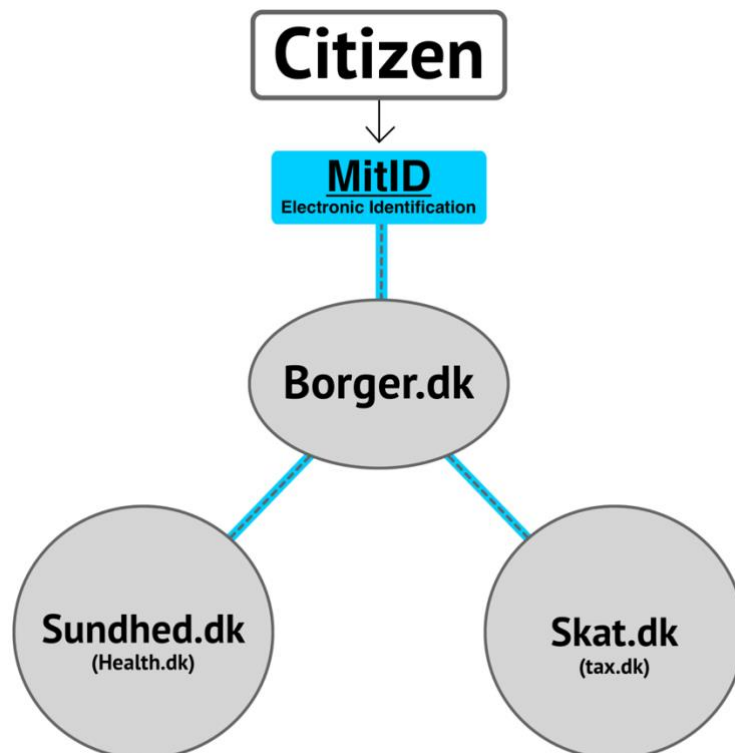 Citizen
MitID
Electronic Identification
Borger.dk
Sundhed.dk
(Health.dk)
Skat.dk
(tax.dk)